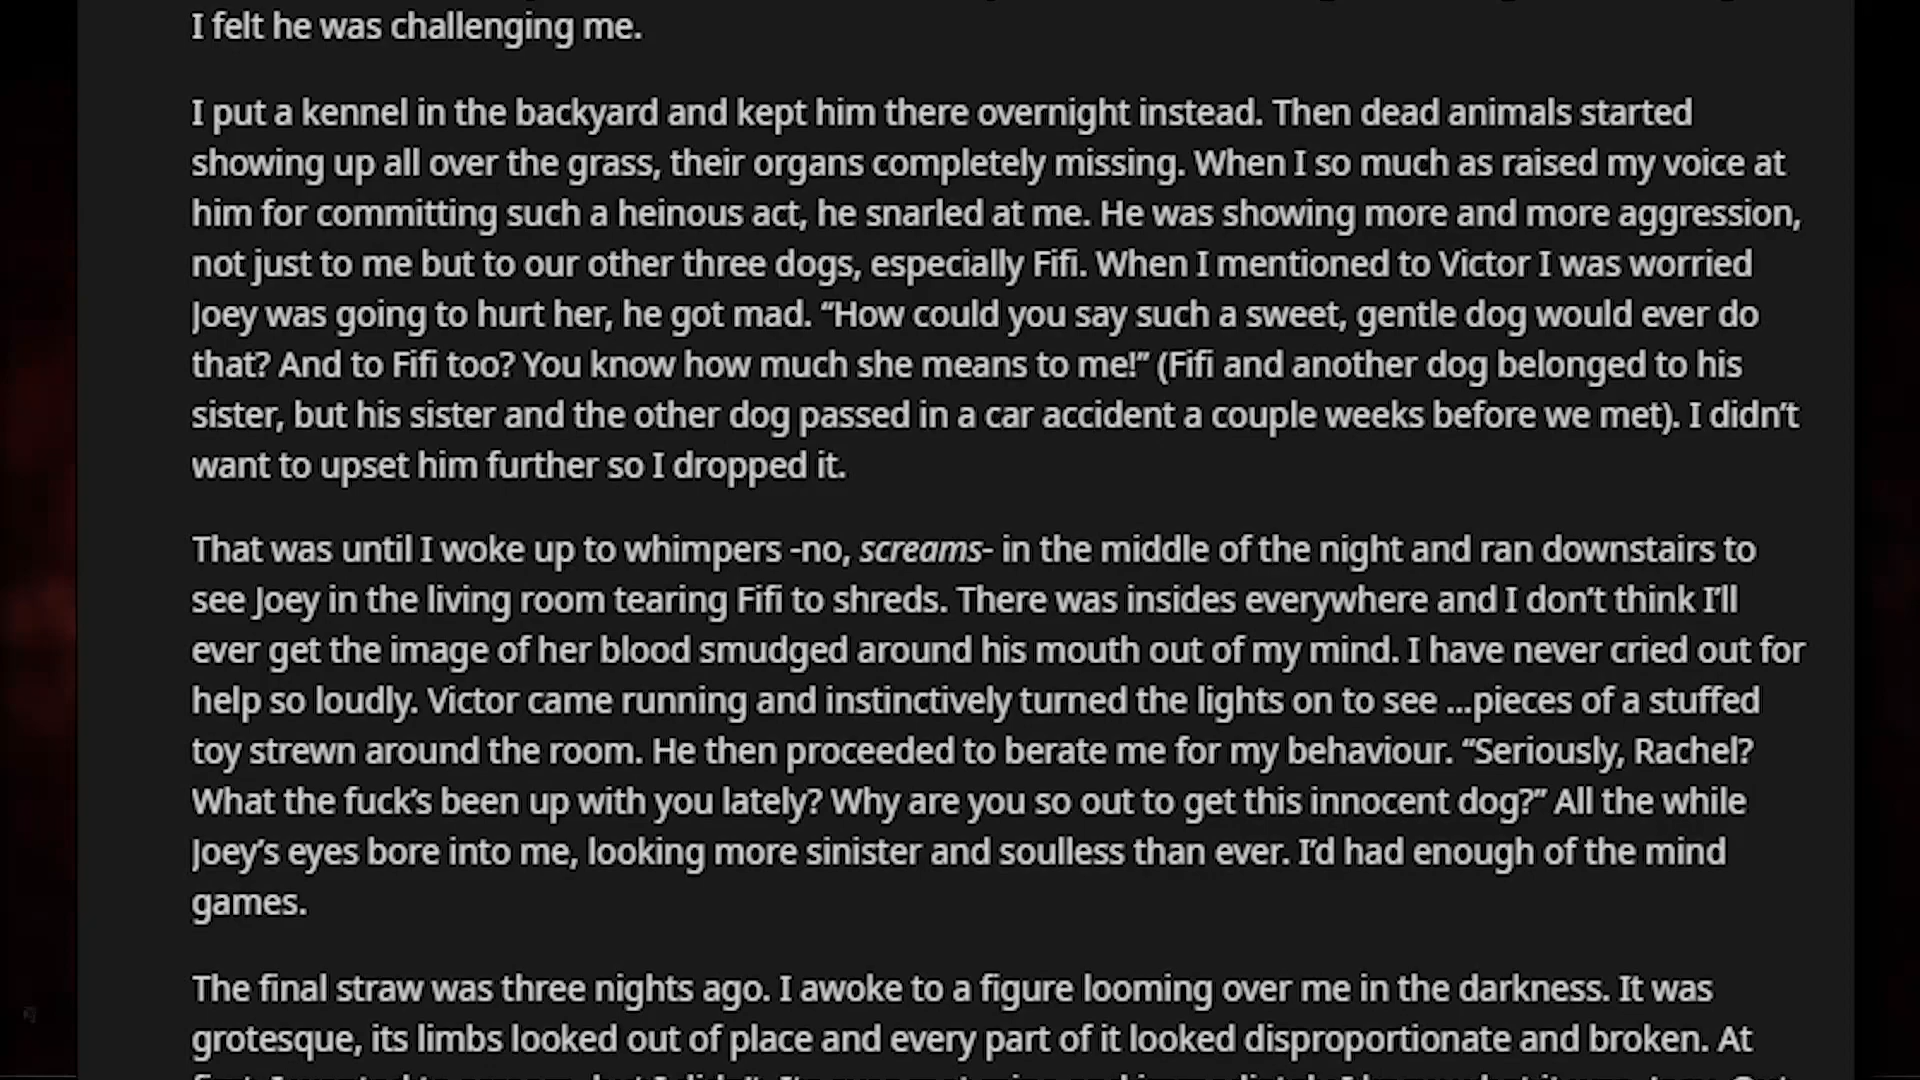 I felt he was challenging me.
I put a kennel in the backyard and kept him there overnight instead. Then dead animals started
showing up all over the grass, their organs completely missing. When I so much as raised my voice at
him for committing such a heinous act, he snarled at me. He was showing more and more aggression,
not just to me but to our other three dogs, especially Fifi. When I mentioned to Victor I was worried
Joey was going to hurt her, he got mad. “How could you say such a sweet, gentle dog would ever do
that? And to Fifi too? You know how much she means to me!” (Fifi and another dog belonged to his
sister, but his sister and the other dog passed in a car accident a couple weeks before we met). I didn’t
want to upset him further so I dropped it.
That was until I woke up to whimpers -no, screams- in the middle of the night and ran downstairs to
see Joey in the living room tearing Fifi to shreds. There was insides everywhere and I don’t think I’ll
ever get the image of her blood smudged around his mouth out of my mind. I have never cried out for
help so loudly. Victor came running and instinctively turned the lights on to see ...pieces of a stuffed
toy strewn around the room. He then proceeded to berate me for my behaviour. “Seriously, Rachel?
What the fuck’s been up with you lately? Why are you so out to get this innocent dog?” All the while
Joey’s eyes bore into me, looking more sinister and soulless than ever. I’d had enough of the mind
games.
The final straw was three nights ago. I awoke to a figure looming over me in the darkness. It was
grotesque, its limbs looked out of place and every part of it looked disproportionate and broken. At